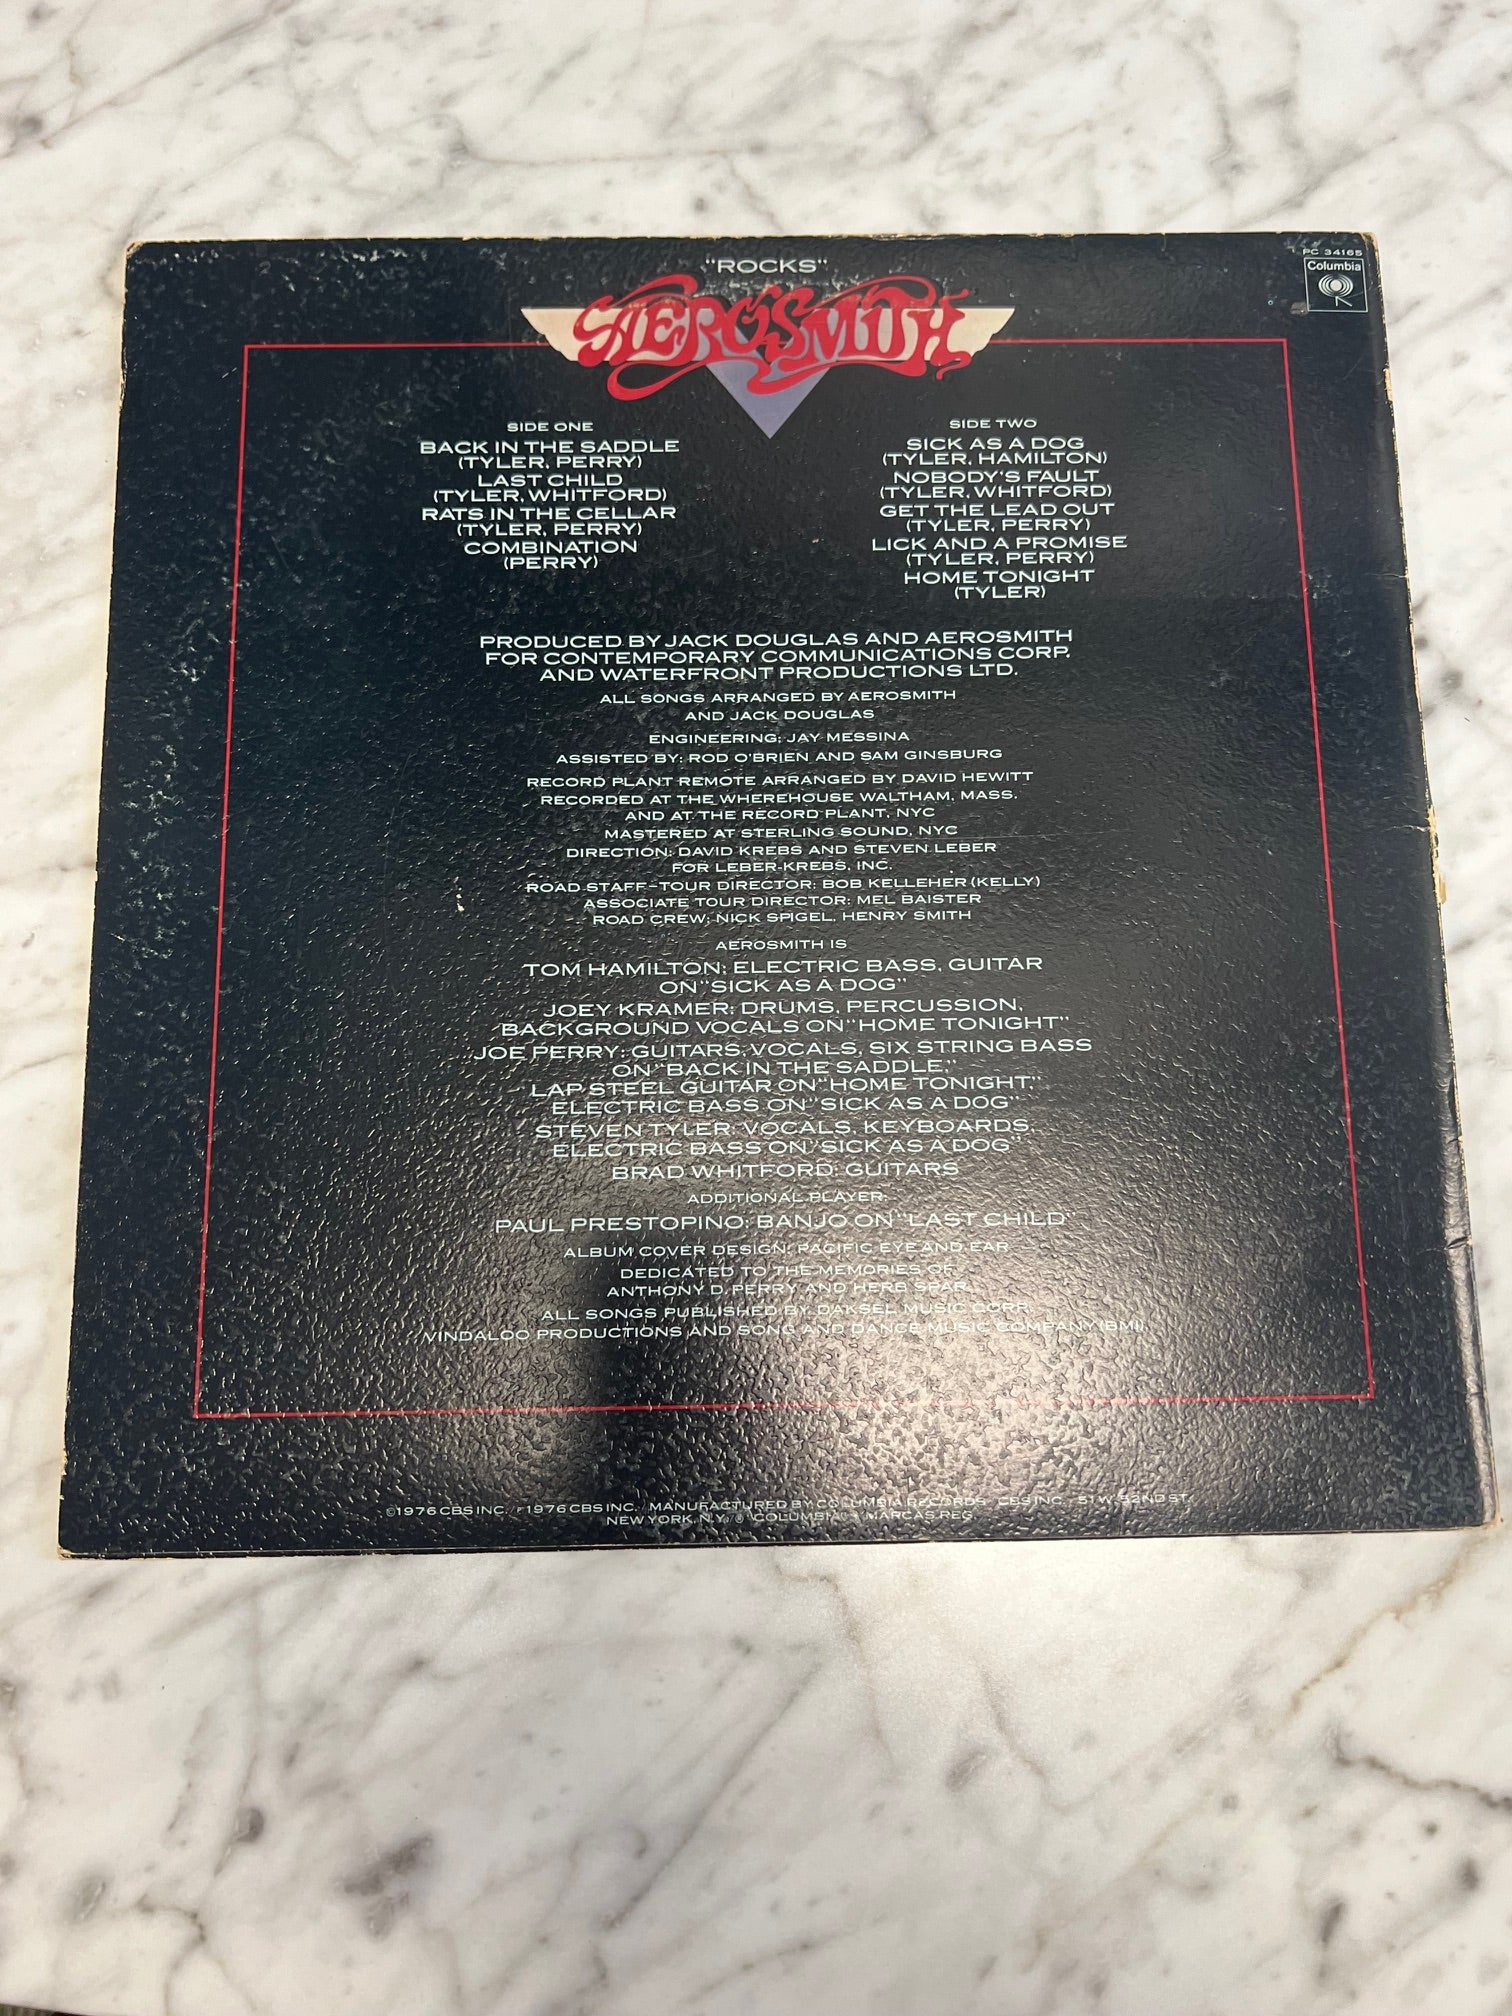 "ROCKS"
AEROSMITH
PC 34165
Columbia
SIDE ONE
BACK IN THE SADDLE
(TYLER, PERRY)
LAST CHILD
(TYLER, WHITFORD)
RATS IN THE CELLAR
(TYLER, PERRY)
COMBINATION
(PERRY)
SIDE TWO
SICK AS A DOG
(TYLER, HAMILTON)
NOBODY'S FAULT
(TYLER, WHITFORD)
GET THE LEAD OUT
(TYLER, PERRY)
LICK AND A PROMISE
(TYLER, PERRY)
HOME TONIGHT
(TYLER)
PRODUCED BY JACK DOUGLAS AND AEROSMITH
FOR CONTEMPORARY COMMUNICATIONS CORP.
AND WATERFRONT PRODUCTIONS LTD.
ALL SONGS ARRANGED BY AEROSMITH
AND JACK DOUGLAS
ENGINEERING: JAY MESSINA
ASSISTED BY: ROD O'BRIEN AND SAM GINSBURG
RECORD PLANT REMOTE ARRANGED BY DAVID HEWITT
RECORDED AT THE WHEREHOUSE WALTHAM, MASS.
AND AT THE RECORD PLANT, NYC
MASTERED AT STERLING SOUND, NYC
DIRECTION: DAVID KREBS AND STEVEN LEBER
FOR LEBER-KREBS, INC.
ROAD STAFF-TOUR DIRECTOR: BOB KELLEHER (KELLY)
ASSOCIATE TOUR DIRECTOR: MEL BAISTER
ROAD CREW: NICK SPIGEL, HENRY SMITH
AEROSMITH IS
TOM HAMILTON: ELECTRIC BASS, GUITAR
ON "SICK AS A DOG"
JOEY KRAMER: DRUMS, PERCUSSION,
BACKGROUND VOCALS ON "HOME TONIGHT"
JOE PERRY: GUITARS, VOCALS, SIX STRING BASS
ON "BACK IN THE SADDLE,"
LAP STEEL GUITAR ON "HOME TONIGHT,"
ELECTRIC BASS ON "SICK AS A DOG"
STEVEN TYLER: VOCALS, KEYBOARDS,
ELECTRIC BASS ON "SICK AS A DOG"
BRAD WHITFORD: GUITARS
ADDITIONAL PLAYER:
PAUL PRESTOPINO: BANJO ON "LAST CHILD"
ALBUM COVER DESIGN: PACIFIC EYE AND EAR
DEDICATED TO THE MEMORIES OF
ANTHONY D. PERRY AND HERB SPAR.
ALL SONGS PUBLISHED BY DAKSEL MUSIC CORP.
VINDALOO PRODUCTIONS AND SONG AND DANCE MUSIC COMPANY (BMI).
©1976 CBS INC. ℗1976 CBS INC. MANUFACTURED BY COLUMBIA RECORDS CBS INC. 51 W. 52ND ST.
NEW YORK, N.Y. ® "COLUMBIA," MARCAS REG.